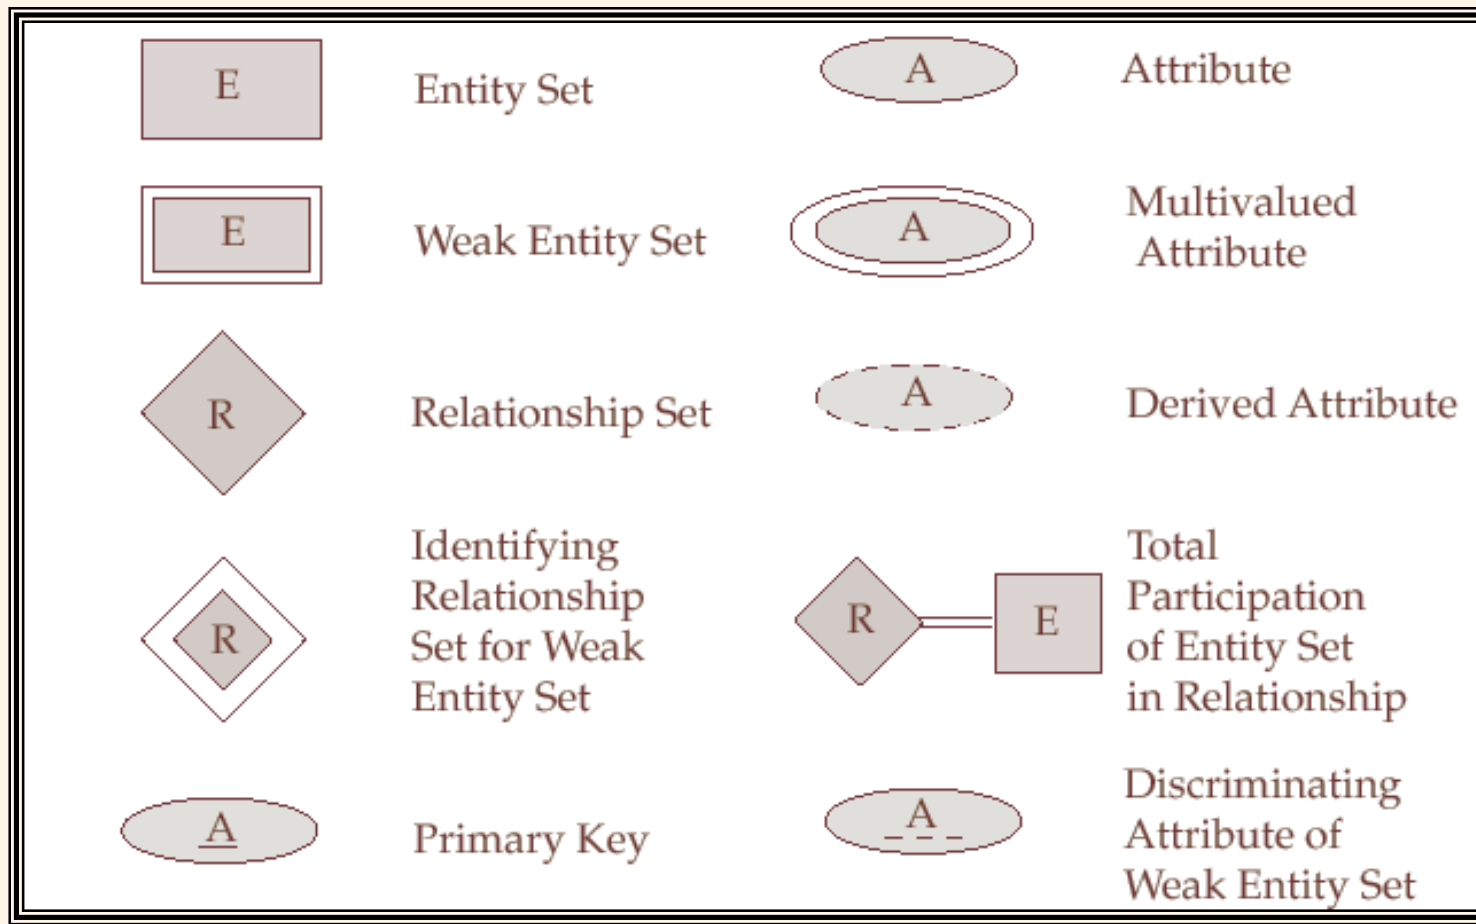 E
Entity Set
A
Attribute
E
Weak Entity Set
A
Multivalued
Attribute
R
Relationship Set
A
Derived Attribute
R
Identifying
Relationship
Set for Weak
Entity Set
R
E
Total
Participation
of Entity Set
in Relationship
A
Primary Key
A
Discriminating
Attribute of
Weak Entity Set